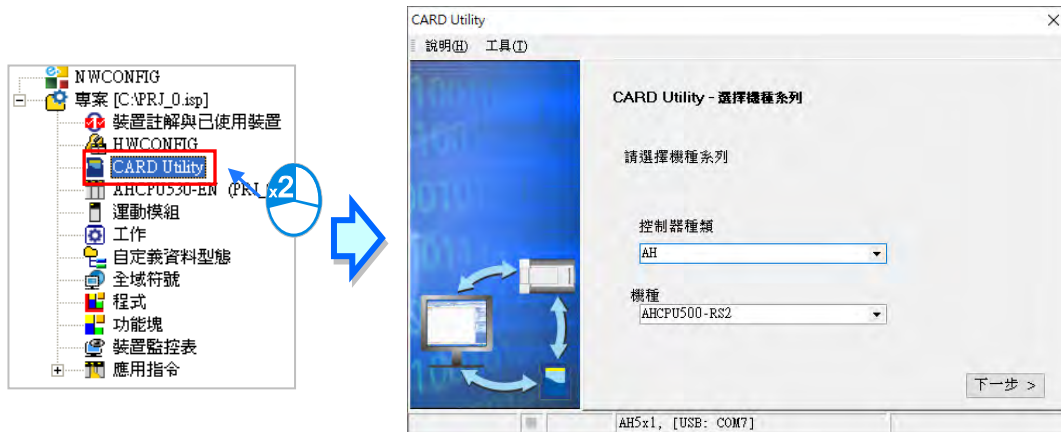 NWCONFIG
專案 [C:\PRJ_0.isp]
裝置註解與已使用裝置
HWCONFIG
CARD Utility
AHCPU530-EN (PRJ_
運動模組
工作
自定義資料型態
全域符號
程式
功能塊
裝置監控表
應用指令
x2
CARD Utility
說明(H) 工具(T)
CARD Utility - 選擇機種系列
請選擇機種系列
控制器種類
AH
機種
AHCPU500-RS2
下一步 >
AH5x1, [USB: COM7]